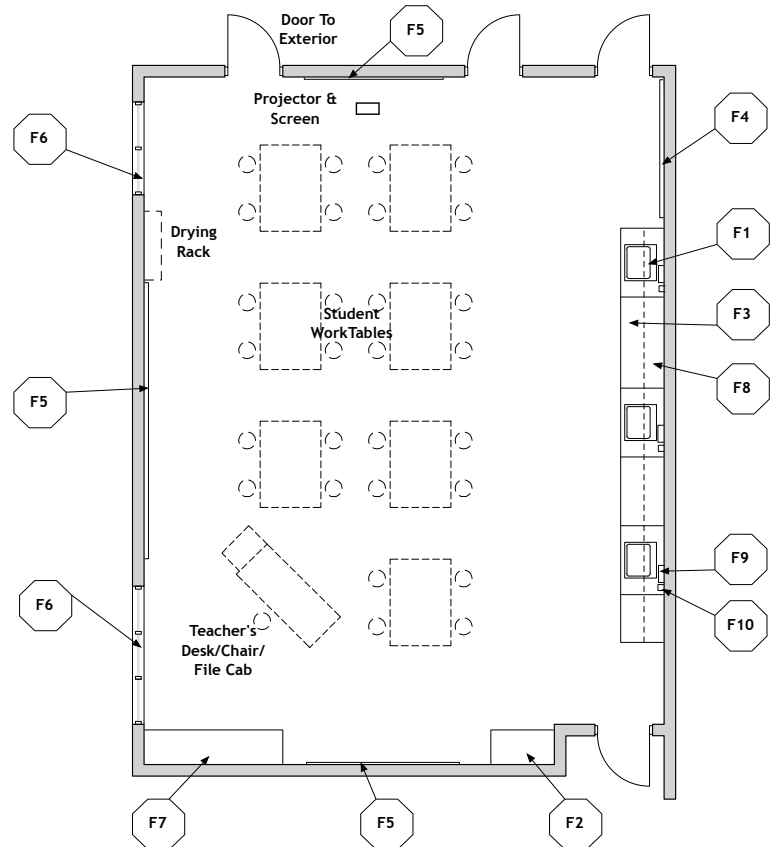 Door To
Exterior
F5
Projector &
Screen
F6
F4
Drying
Rack
F1
Student
WorkTables
F3
F5
F8
F9
F6
F10
Teacher's
Desk/Chair/
File Cab
F7
F5
F2